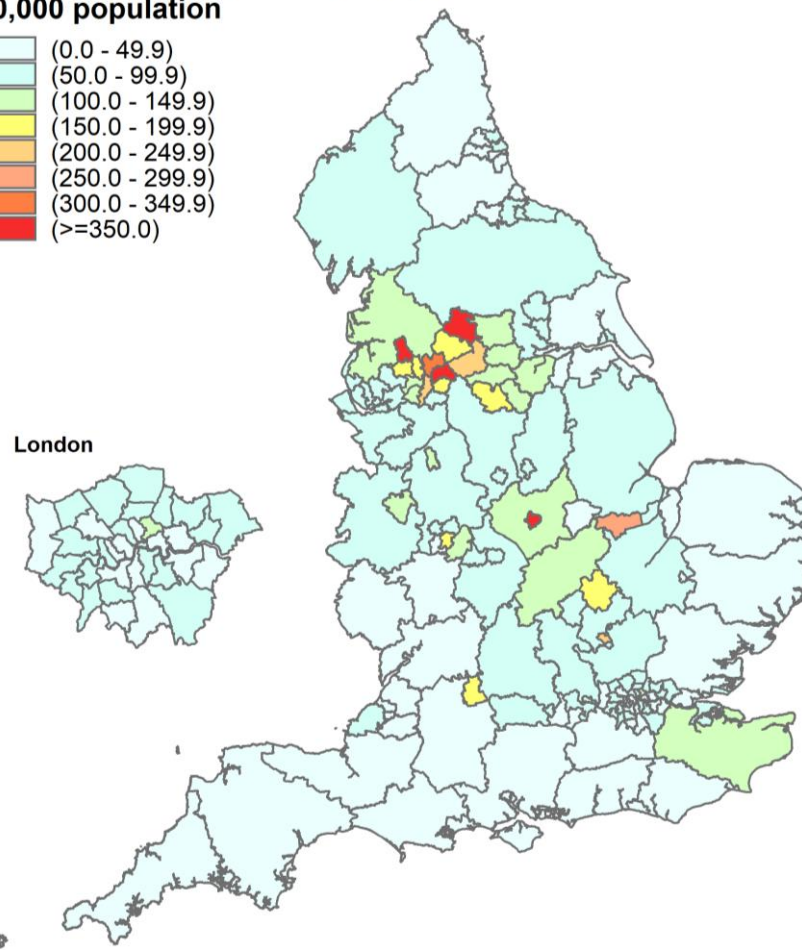 0,000 population
(0.0 - 49.9)
(50.0 - 99.9)
(100.0 - 149.9)
(150.0 - 199.9)
(200.0 - 249.9)
(250.0 - 299.9)
(300.0 - 349.9)
(>=350.0)
London